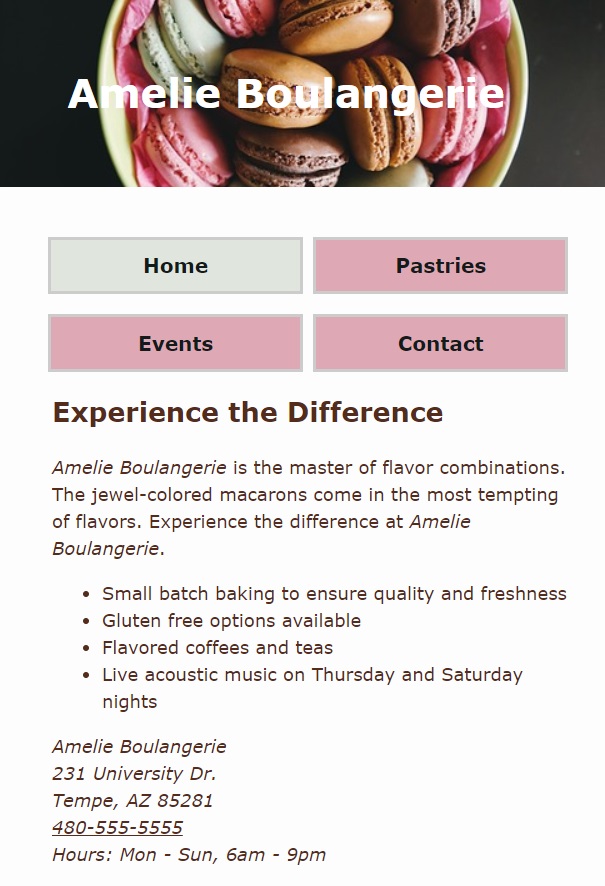 Amelie Boulangerie
Home
Pastries
Events
Contact
Experience the Difference
Amelie Boulangerie is the master of flavor combinations.
The jewel-colored macarons come in the most tempting
of flavors. Experience the difference at Amelie
Boulangerie.
• Small batch baking to ensure quality and freshness
• Gluten free options available
• Flavored coffees and teas
• Live acoustic music on Thursday and Saturday
nights
Amelie Boulangerie
231 University Dr.
Tempe, AZ 85281
480-555-5555
Hours: Mon - Sun, 6am - 9pm